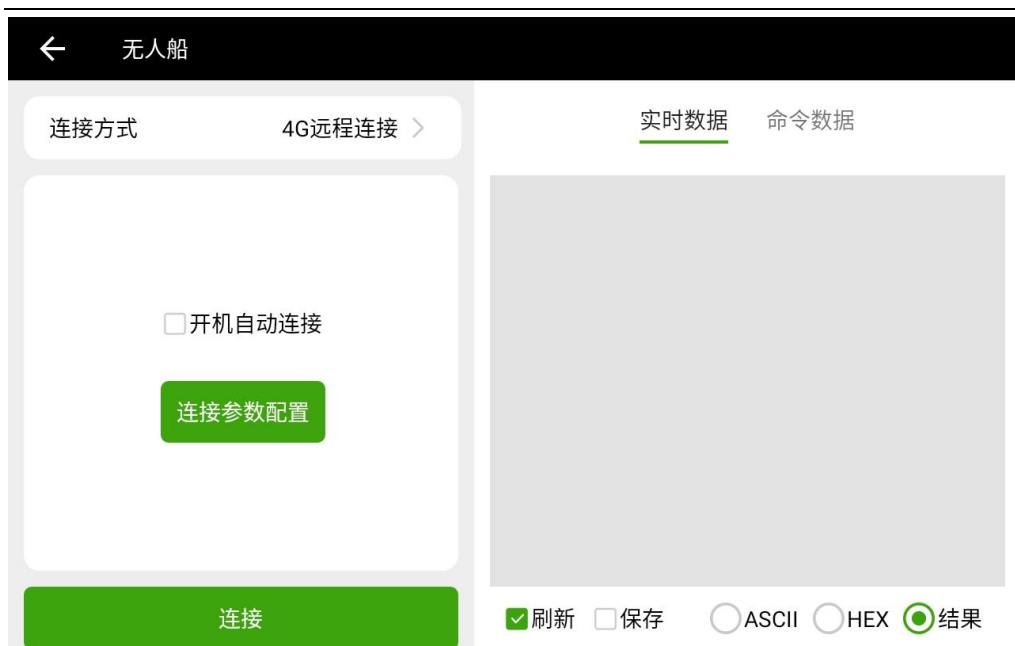 无人船
连接方式 4G远程连接
开机自动连接
连接参数配置
连接
实时数据 命令数据
刷新 保存 ASCII HEX 结果